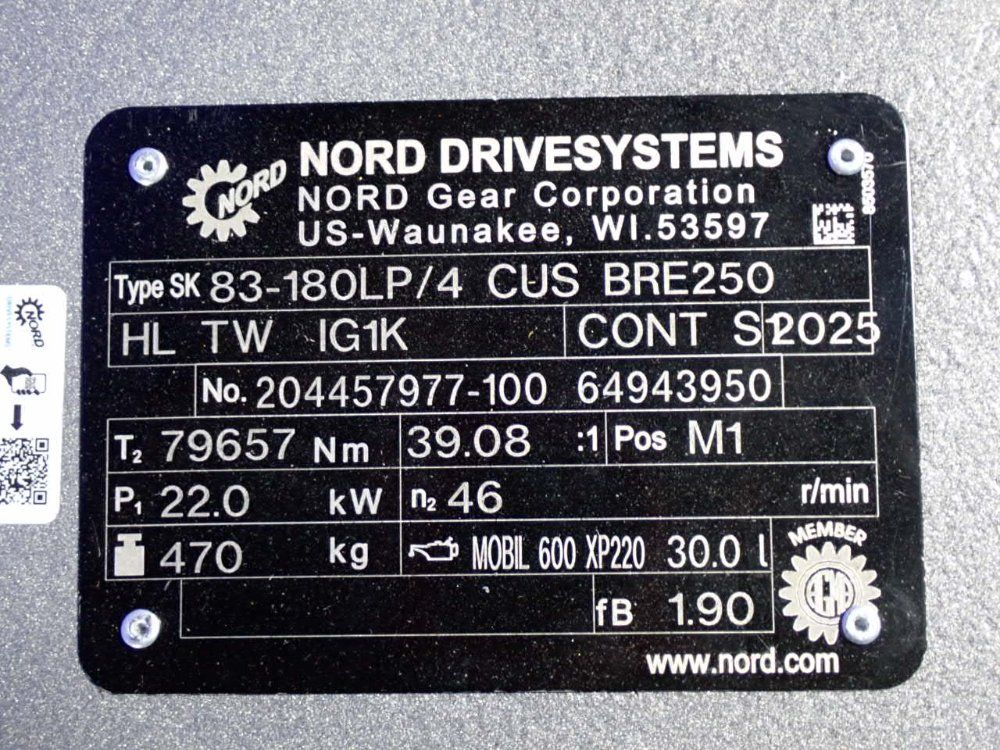 NORD DRIVESYSTEMS
NORD Gear Corporation
US-Waunakee, WI.53597
NORD
Type SK 83-180LP/4 CUS BRE250
HL TW IG1K CONT S1 2025
No. 204457977-100 64943950
T2 79657 Nm 39.08 :1 Pos M1
P1 22.0 kW n2 46 r/min
470 kg MOBIL 600 XP220 30.0 l
fB 1.90
MEMBER
AGMA
www.nord.com
NORD